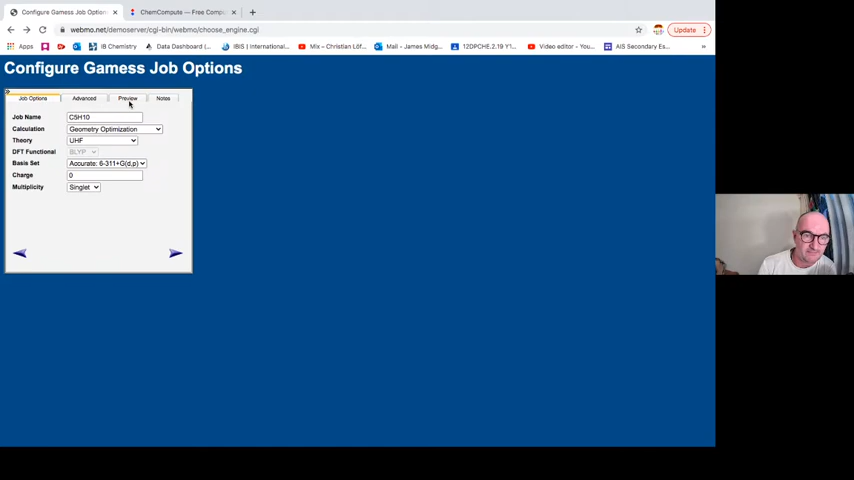 Configure Gamess Job Options
ChemCompute — Free Compu
webmo.net/demoserver/cgi-bin/webmo/choose_engine.cgi
Update
Apps
IB Chemistry
Data Dashboard (...
IBiS | International...
Mix – Christian Löf...
Mail - James Midg...
12DPCHE.2.19 Y1...
Video editor - You...
AIS Secondary Es...
»
Configure Gamess Job Options
Job Options
Advanced
Preview
Notes
Job Name C5H10
Calculation Geometry Optimization
Theory UHF
DFT Functional BLYP
Basis Set Accurate: 6-311+G(d,p)
Charge 0
Multiplicity Singlet